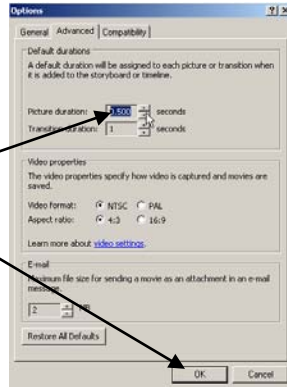 Options
General Advanced Compatibility
Default durations
A default duration will be assigned to each picture or transition when
it is added to the storyboard or timeline.
Picture duration: 0.500 seconds
Transition duration: 1 seconds
Video properties
The video properties specify how video is captured and movies are
saved.
Video format: NTSC PAL
Aspect ratio: 4:3 16:9
Learn more about video settings.
E-mail
Maximum file size for sending a movie as an attachment in an e-mail
message.
2 MB
Restore All Defaults
OK Cancel